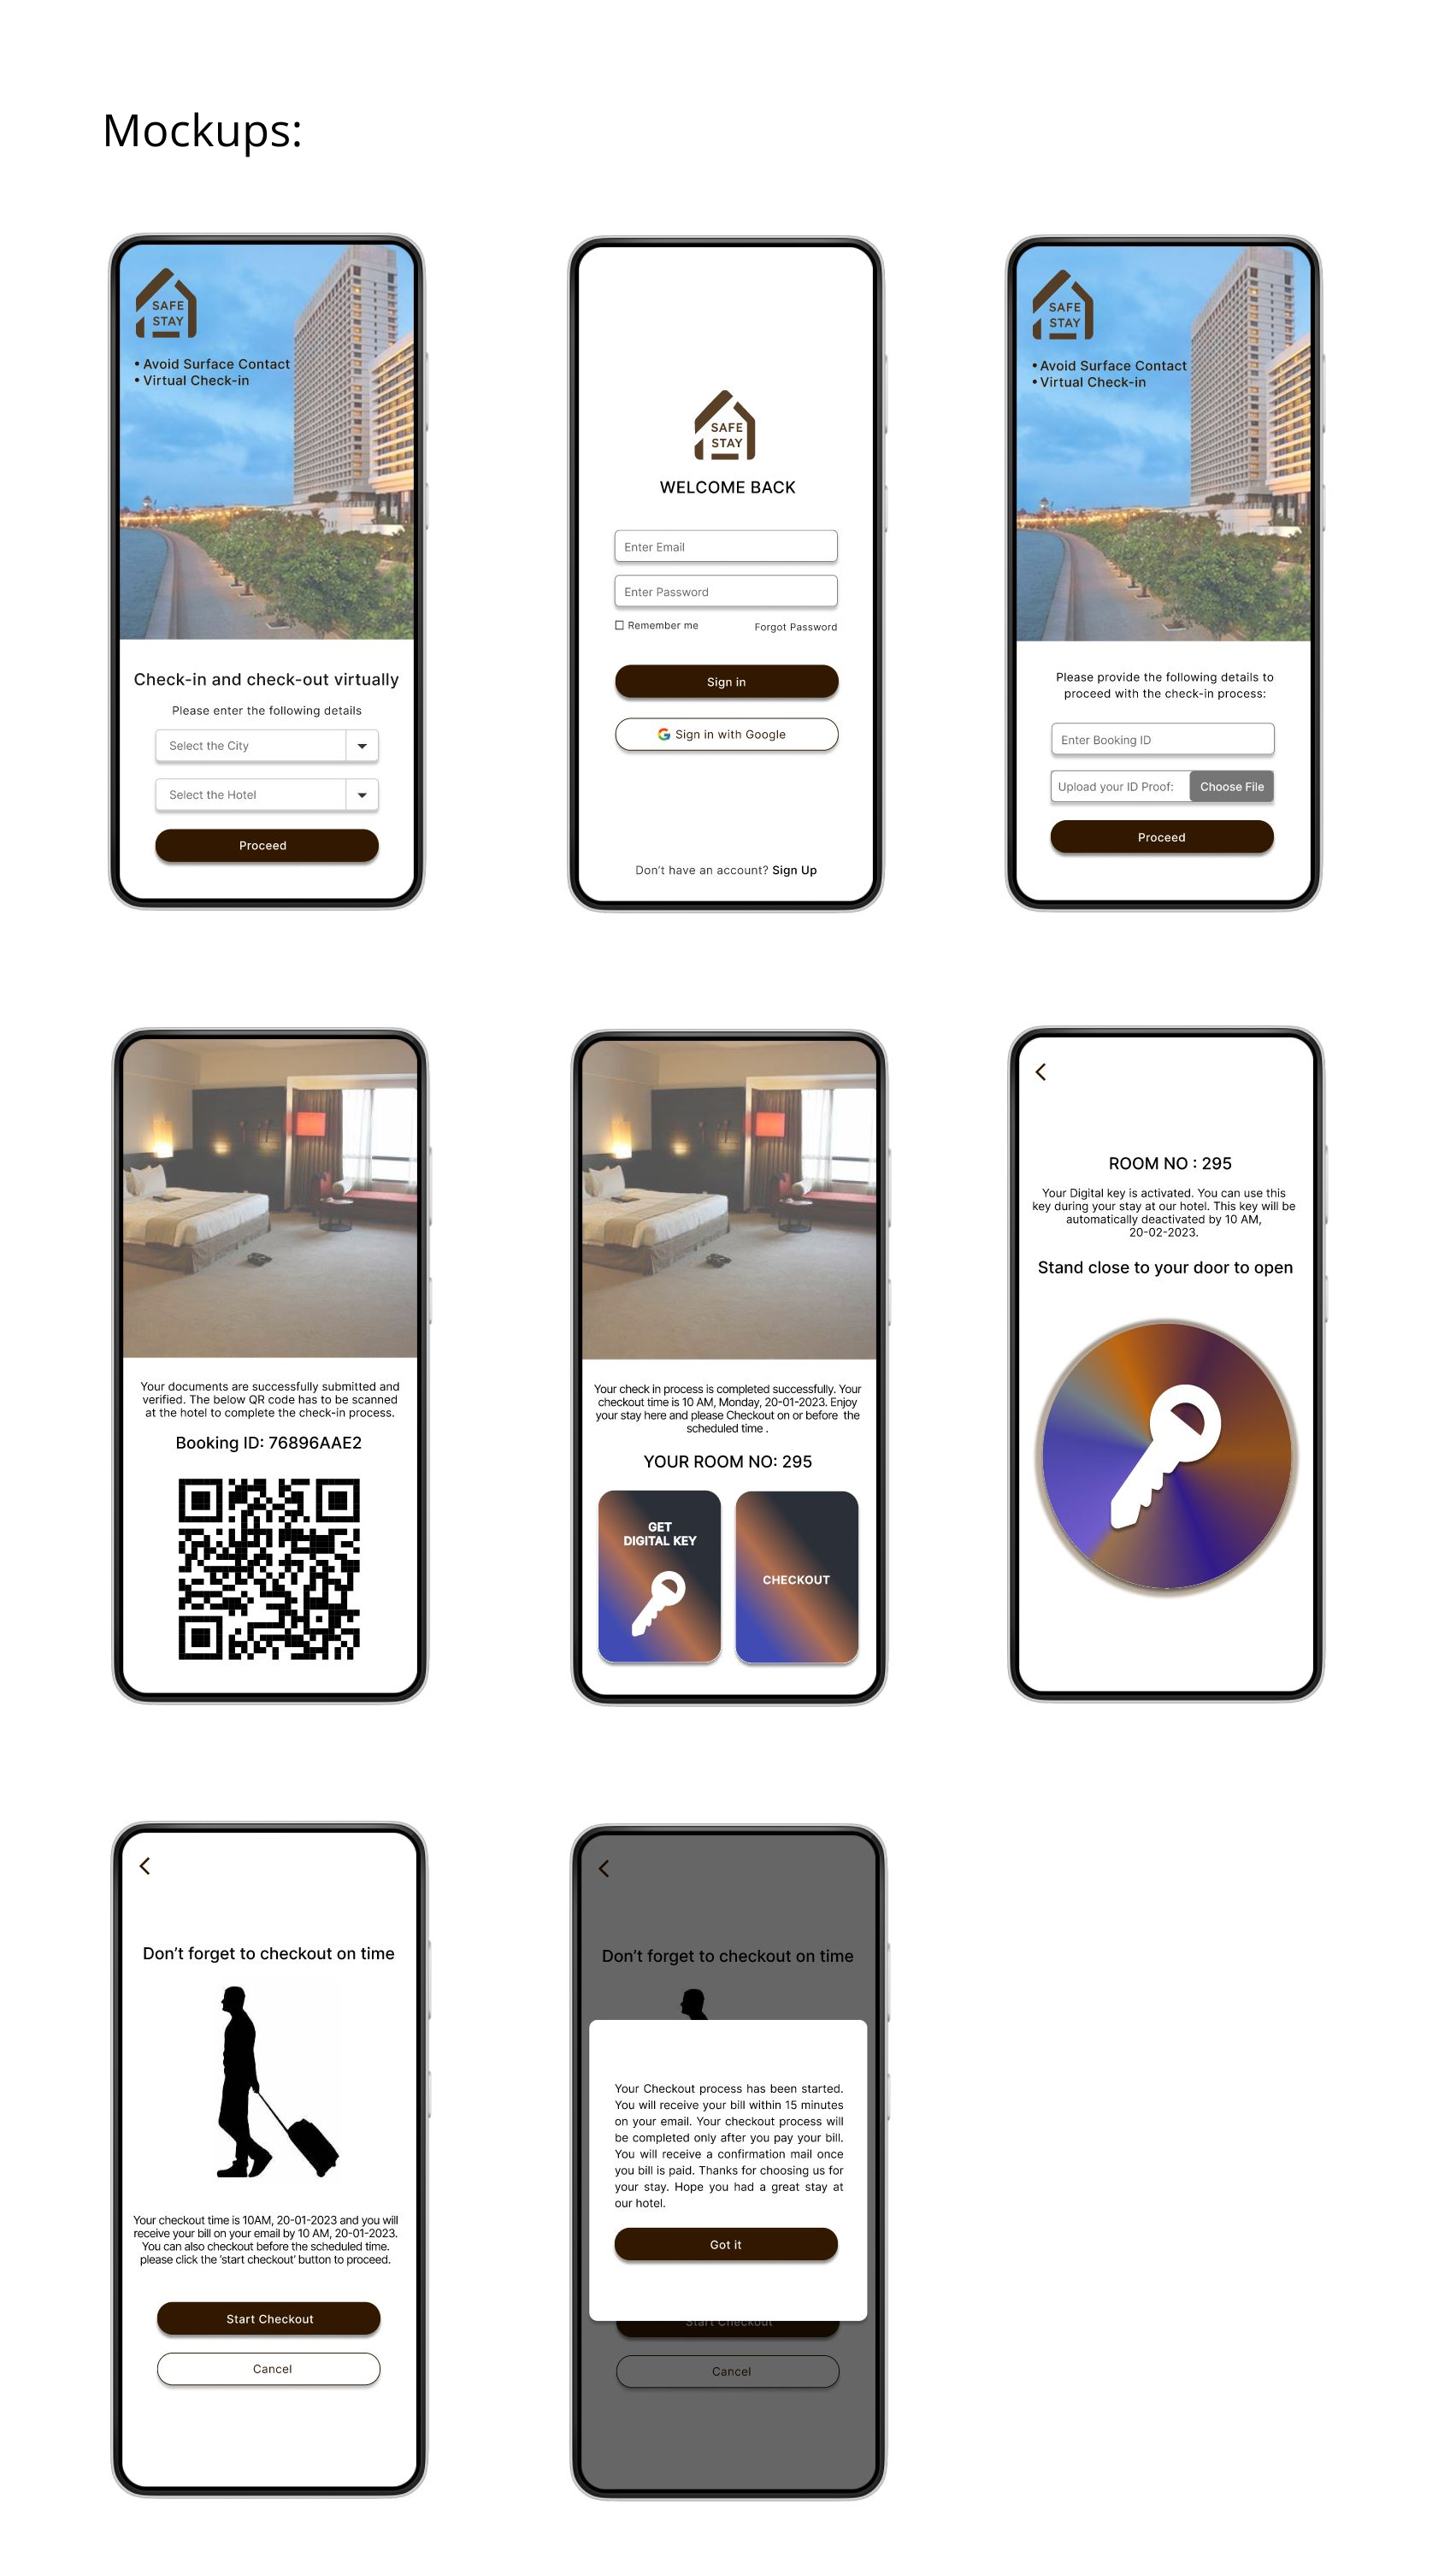 Mockups:
SAFE
STAY
• Avoid Surface Contact
• Virtual Check-in
Check-in and check-out virtually
Please enter the following details
Select the City
Select the Hotel
Proceed
SAFE
STAY
WELCOME BACK
Enter Email
Enter Password
Remember me
Forgot Password
Sign in
Sign in with Google
Don't have an account? Sign Up
SAFE
STAY
• Avoid Surface Contact
• Virtual Check-in
Please provide the following details to
proceed with the check-in process:
Enter Booking ID
Upload your ID Proof:
Choose File
Proceed
Your documents are successfully submitted and
verified. The below QR code has to be scanned
at the hotel to complete the check-in process.
Booking ID: 76896AAE2
Your check in process is completed successfully. Your
checkout time is 10 AM, Monday, 20-01-2023. Enjoy
your stay here and please Checkout on or before the
scheduled time .
YOUR ROOM NO: 295
GET
DIGITAL KEY
CHECKOUT
ROOM NO : 295
Your Digital key is activated. You can use this
key during your stay at our hotel. This key will be
automatically deactivated by 10 AM,
20-02-2023.
Stand close to your door to open
Don't forget to checkout on time
Your checkout time is 10AM, 20-01-2023 and you will
receive your bill on your email by 10 AM, 20-01-2023.
You can also checkout before the scheduled time.
please click the 'start checkout' button to proceed.
Start Checkout
Cancel
Don't forget to checkout on time
Your Checkout process has been started.
You will receive your bill within 15 minutes
on your email. Your checkout process will
be completed only after you pay your bill.
You will receive a confirmation mail once
you bill is paid. Thanks for choosing us for
your stay. Hope you had a great stay at
our hotel.
Got it
Start Checkout
Cancel